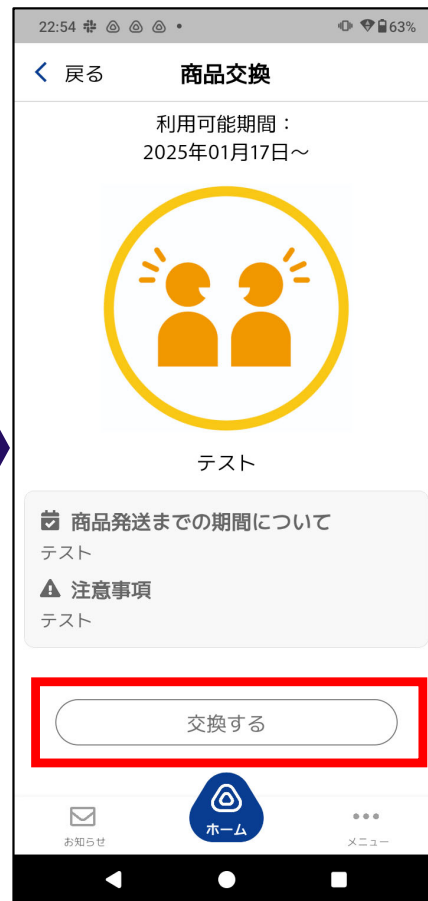 22:54
63%
戻る
商品交換
利用可能期間：
2025年01月17日～
テスト
商品発送までの期間について
テスト
注意事項
テスト
交換する
お知らせ
ホーム
メニュー